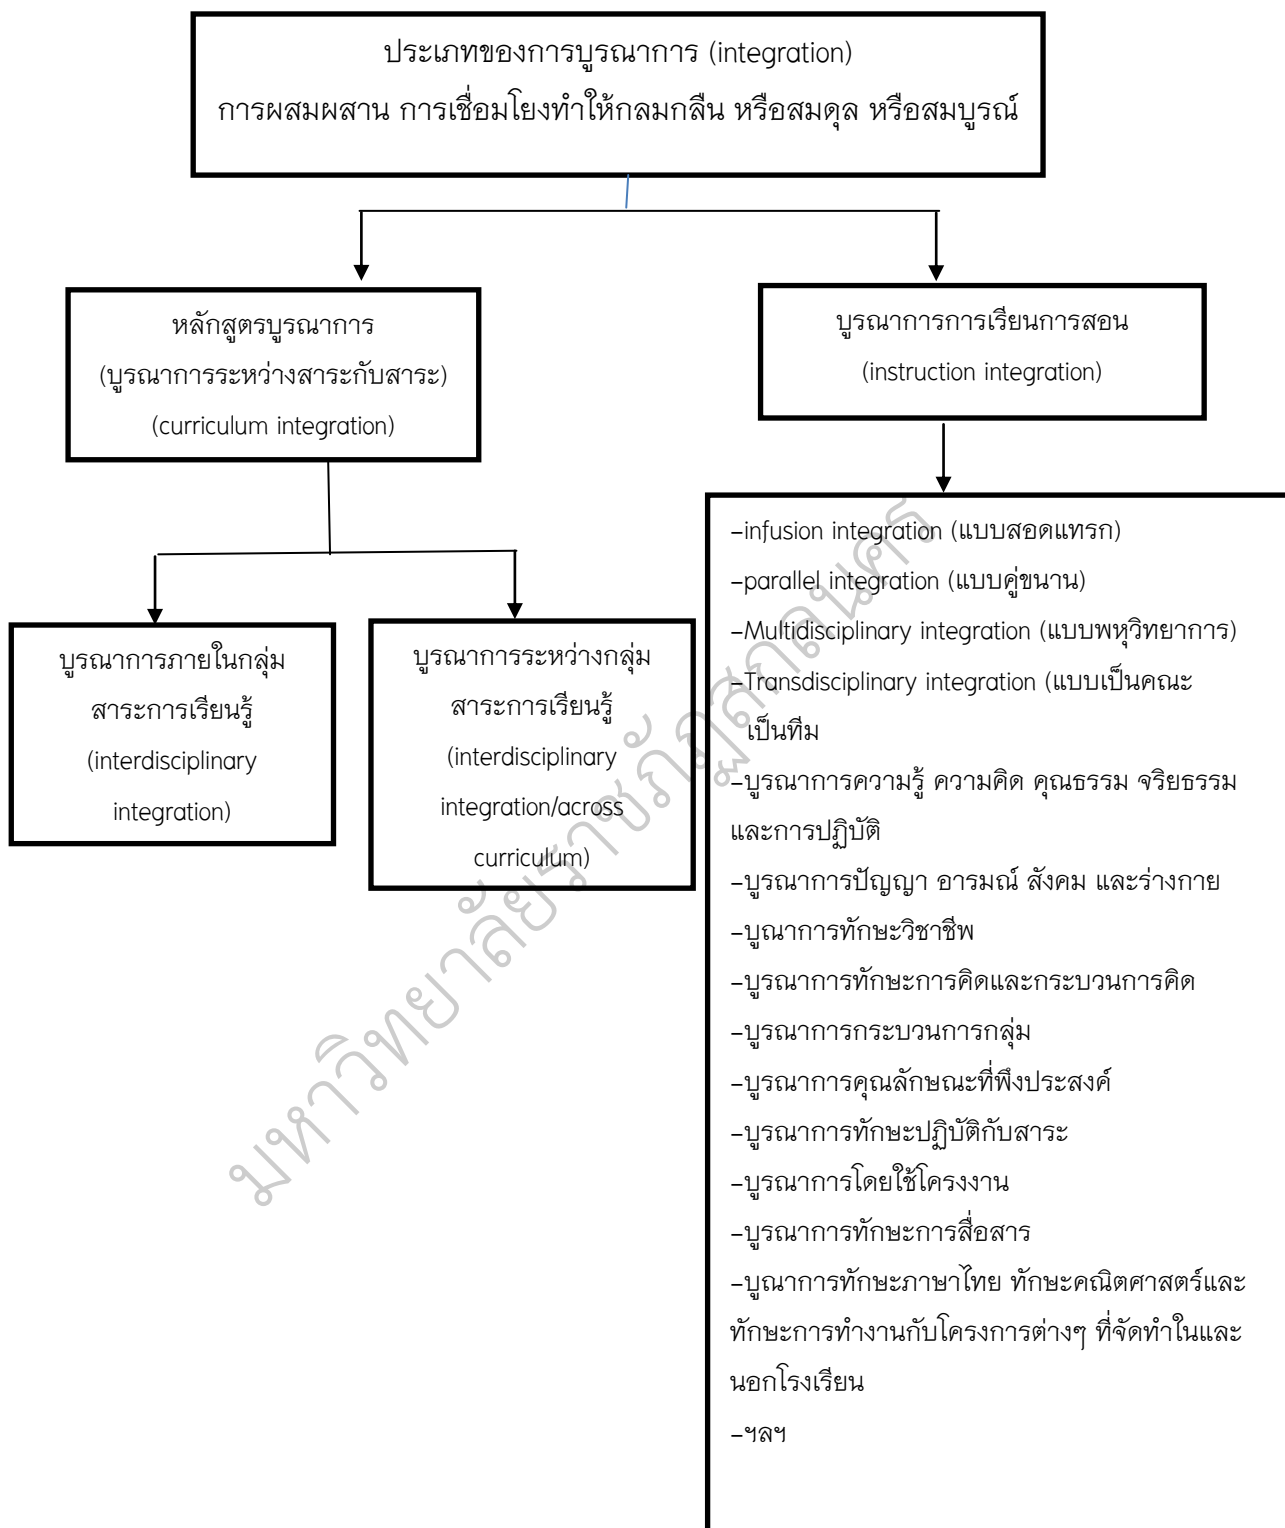 ประเภทของการบูรณาการ (integration)
การผสมผสาน การเชื่อมโยงทำให้กลมกลืน หรือสมดุล หรือสมบูรณ์
หลักสูตรบูรณาการ
(บูรณาการระหว่างสาระกับสาระ)
(curriculum integration)
บูรณาการการเรียนการสอน
(instruction integration)
บูรณาการภายในกลุ่ม
สาระการเรียนรู้
(interdisciplinary
integration)
บูรณาการระหว่างกลุ่ม
สาระการเรียนรู้
(interdisciplinary
integration/across
curriculum)
–infusion integration (แบบสอดแทรก)
–parallel integration (แบบคู่ขนาน)
–Multidisciplinary integration (แบบพหุวิทยาการ)
–Transdisciplinary integration (แบบเป็นคณะ
เป็นทีม
–บูรณาการความรู้ ความคิด คุณธรรม จริยธรรม
และการปฏิบัติ
–บูรณาการปัญญา อารมณ์ สังคม และร่างกาย
–บูณาการทักษะวิชาชีพ
–บูรณาการทักษะการคิดและกระบวนการคิด
–บูรณาการกระบวนการกลุ่ม
–บูรณาการคุณลักษณะที่พึงประสงค์
–บูรณาการทักษะปฏิบัติกับสาระ
–บูรณาการโดยใช้โครงงาน
–บูรณาการทักษะการสื่อสาร
–บูณาการทักษะภาษาไทย ทักษะคณิตศาสตร์และ
ทักษะการทำงานกับโครงการต่างๆ ที่จัดทำในและ
นอกโรงเรียน
–ฯลฯ
มหาวิทยาลัยราชภัฏสกลนคร